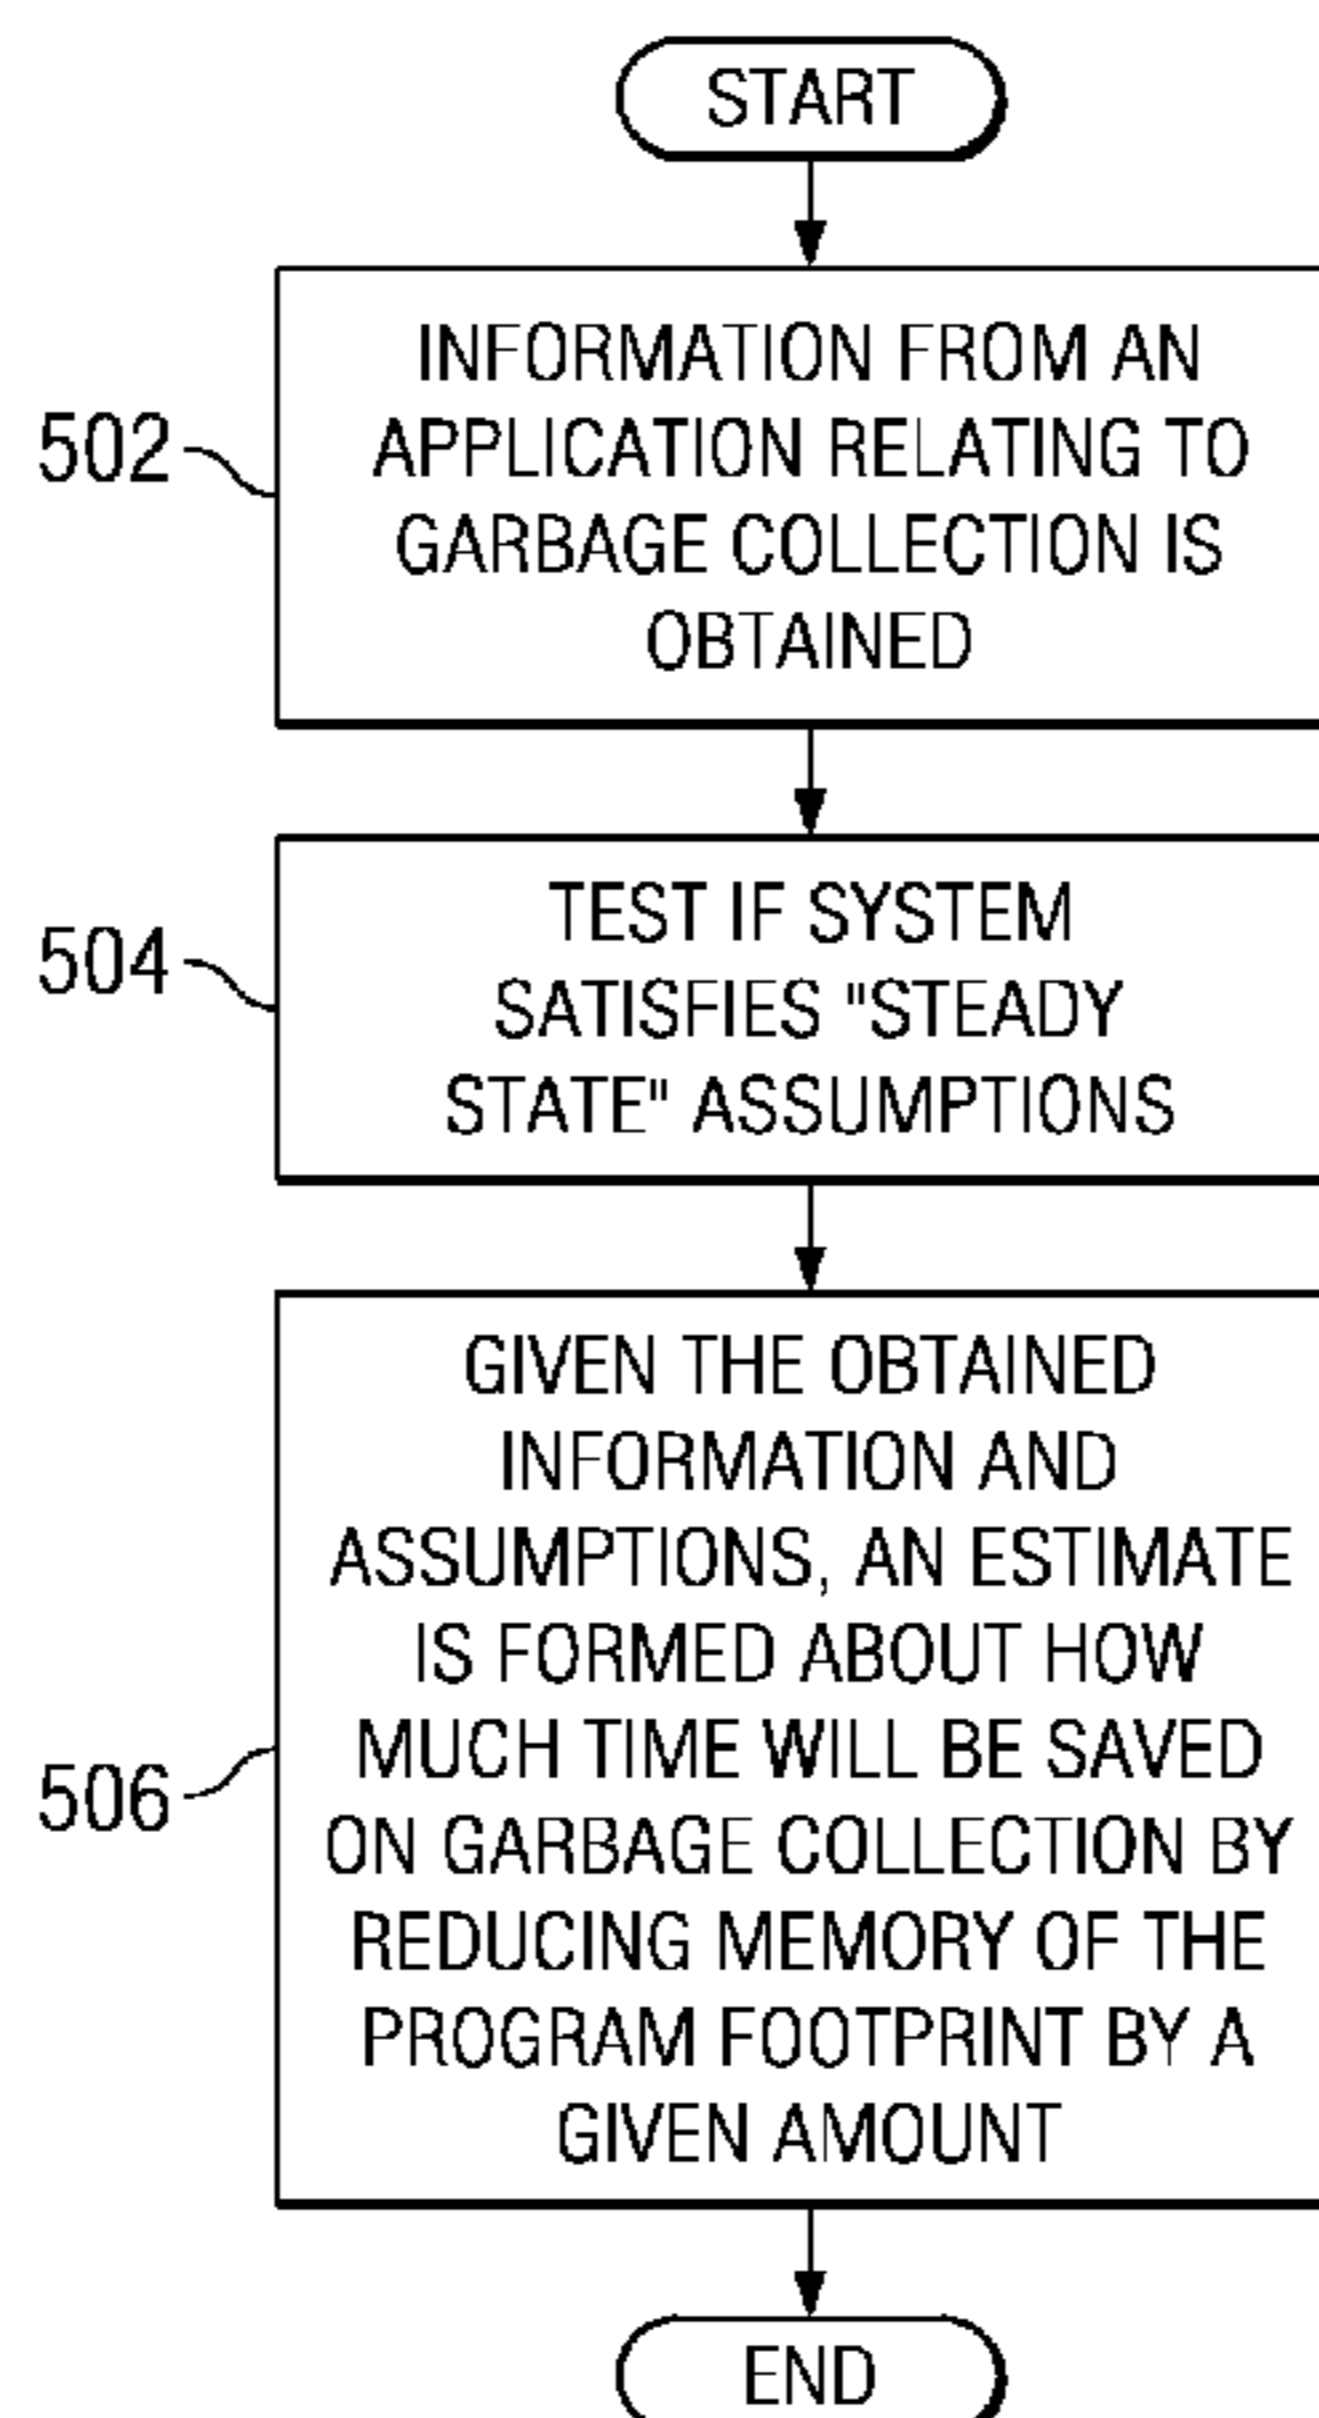 START
502
INFORMATION FROM AN
APPLICATION RELATING TO
GARBAGE COLLECTION IS
OBTAINED
504
TEST IF SYSTEM
SATISFIES "STEADY
STATE" ASSUMPTIONS
506
GIVEN THE OBTAINED
INFORMATION AND
ASSUMPTIONS, AN ESTIMATE
IS FORMED ABOUT HOW
MUCH TIME WILL BE SAVED
ON GARBAGE COLLECTION BY
REDUCING MEMORY OF THE
PROGRAM FOOTPRINT BY A
GIVEN AMOUNT
END